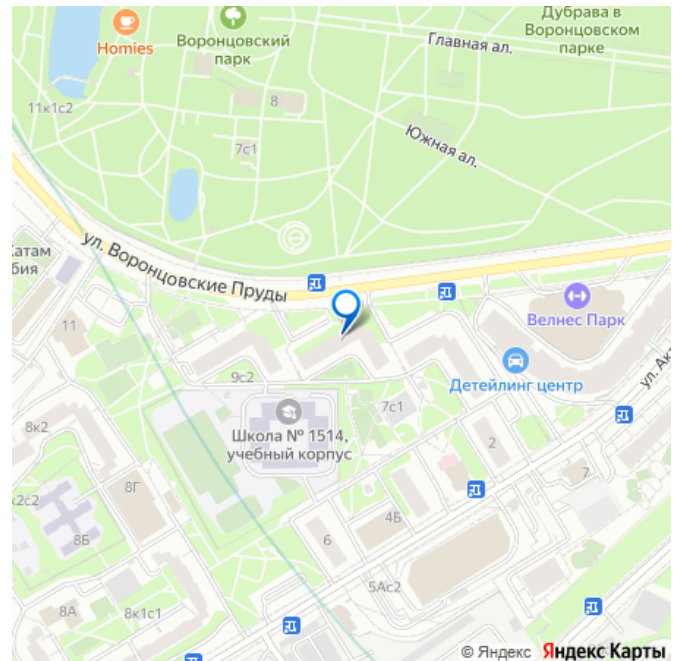 Дубрава в
Воронцовском
парке
Homies
Воронцовский
парк
Главная ал.
11к1с2
8
7с1
Южная ал.
ул. Воронцовские Пруды
Катам
бия
11
Велнес Парк
9с2
Детейлинг центр
ул. Ак
7с1
Школа № 1514,
учебный корпус
8к2
2
7
8Г
к2с2
4Б
6
8Б
5Ас2
8А
8к1с1
© Яндекс Яндекс Карты